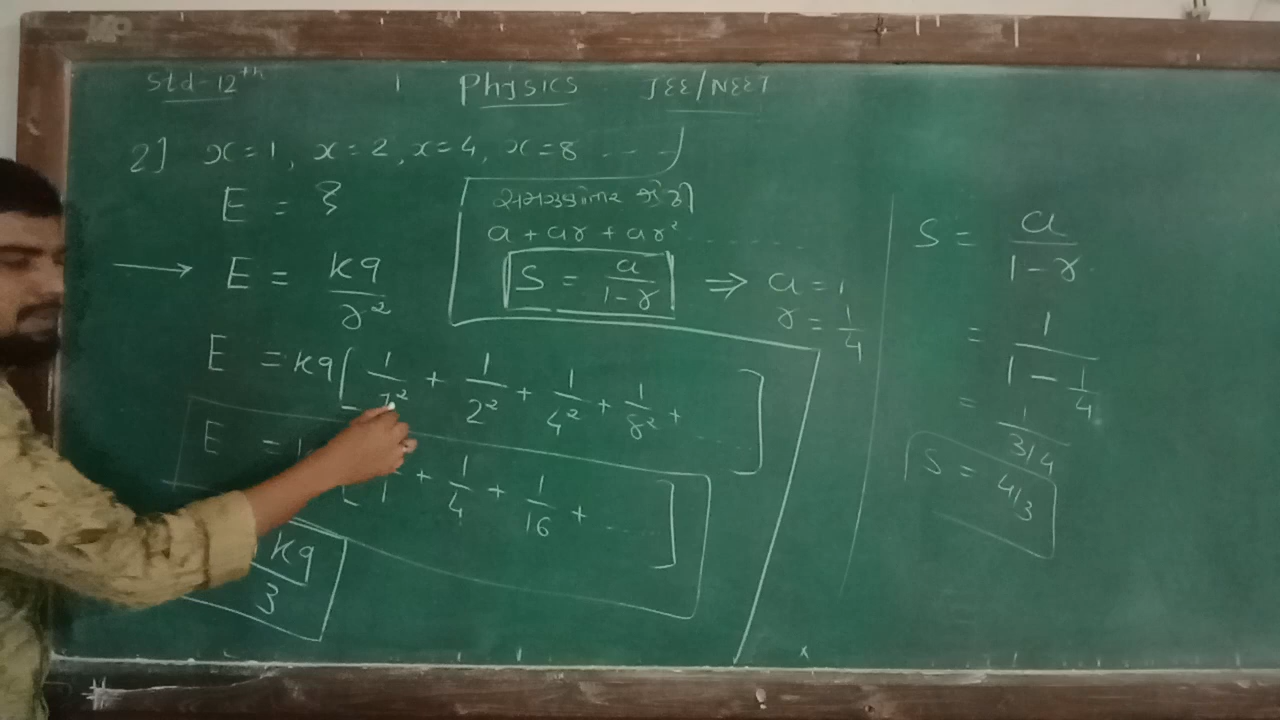 Std-12th 1 Physics JEE/NEET
2] x=1, x=2, x=4, x=8 ----
E = ?
a + ar + ar² ........
S = a/(1-r) ⇒ a = 1
r = 1/4
→ E = kq/r²
E = kq[1/1² + 1/2² + 1/4² + 1/8² + ....]
E = [1/1 + 1/4 + 1/16 + ....]
kq/3
S = a/(1-r)
= 1/(1-1/4)
= 1/(3/4)
S = 4/3